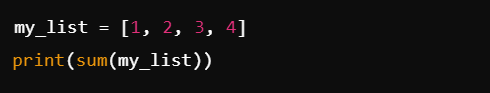 my_list = [1, 2, 3, 4]
print(sum(my_list))